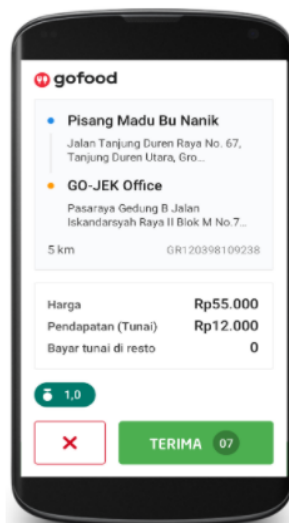 gofood
Pisang Madu Bu Nanik
Jalan Tanjung Duren Raya No. 67,
Tanjung Duren Utara, Gro...
GO-JEK Office
Pasaraya Gedung B Jalan
Iskandarsyah Raya II Blok M No.7...
5 km GR120398109238
Harga Rp55.000
Pendapatan (Tunai) Rp12.000
Bayar tunai di resto 0
1,0
TERIMA 07